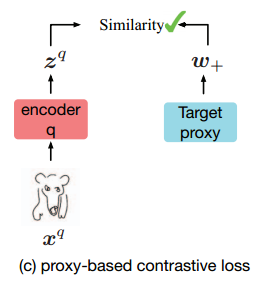 Similarity
z^q w_+
encoder
q
Target
proxy
x^q
(c) proxy-based contrastive loss